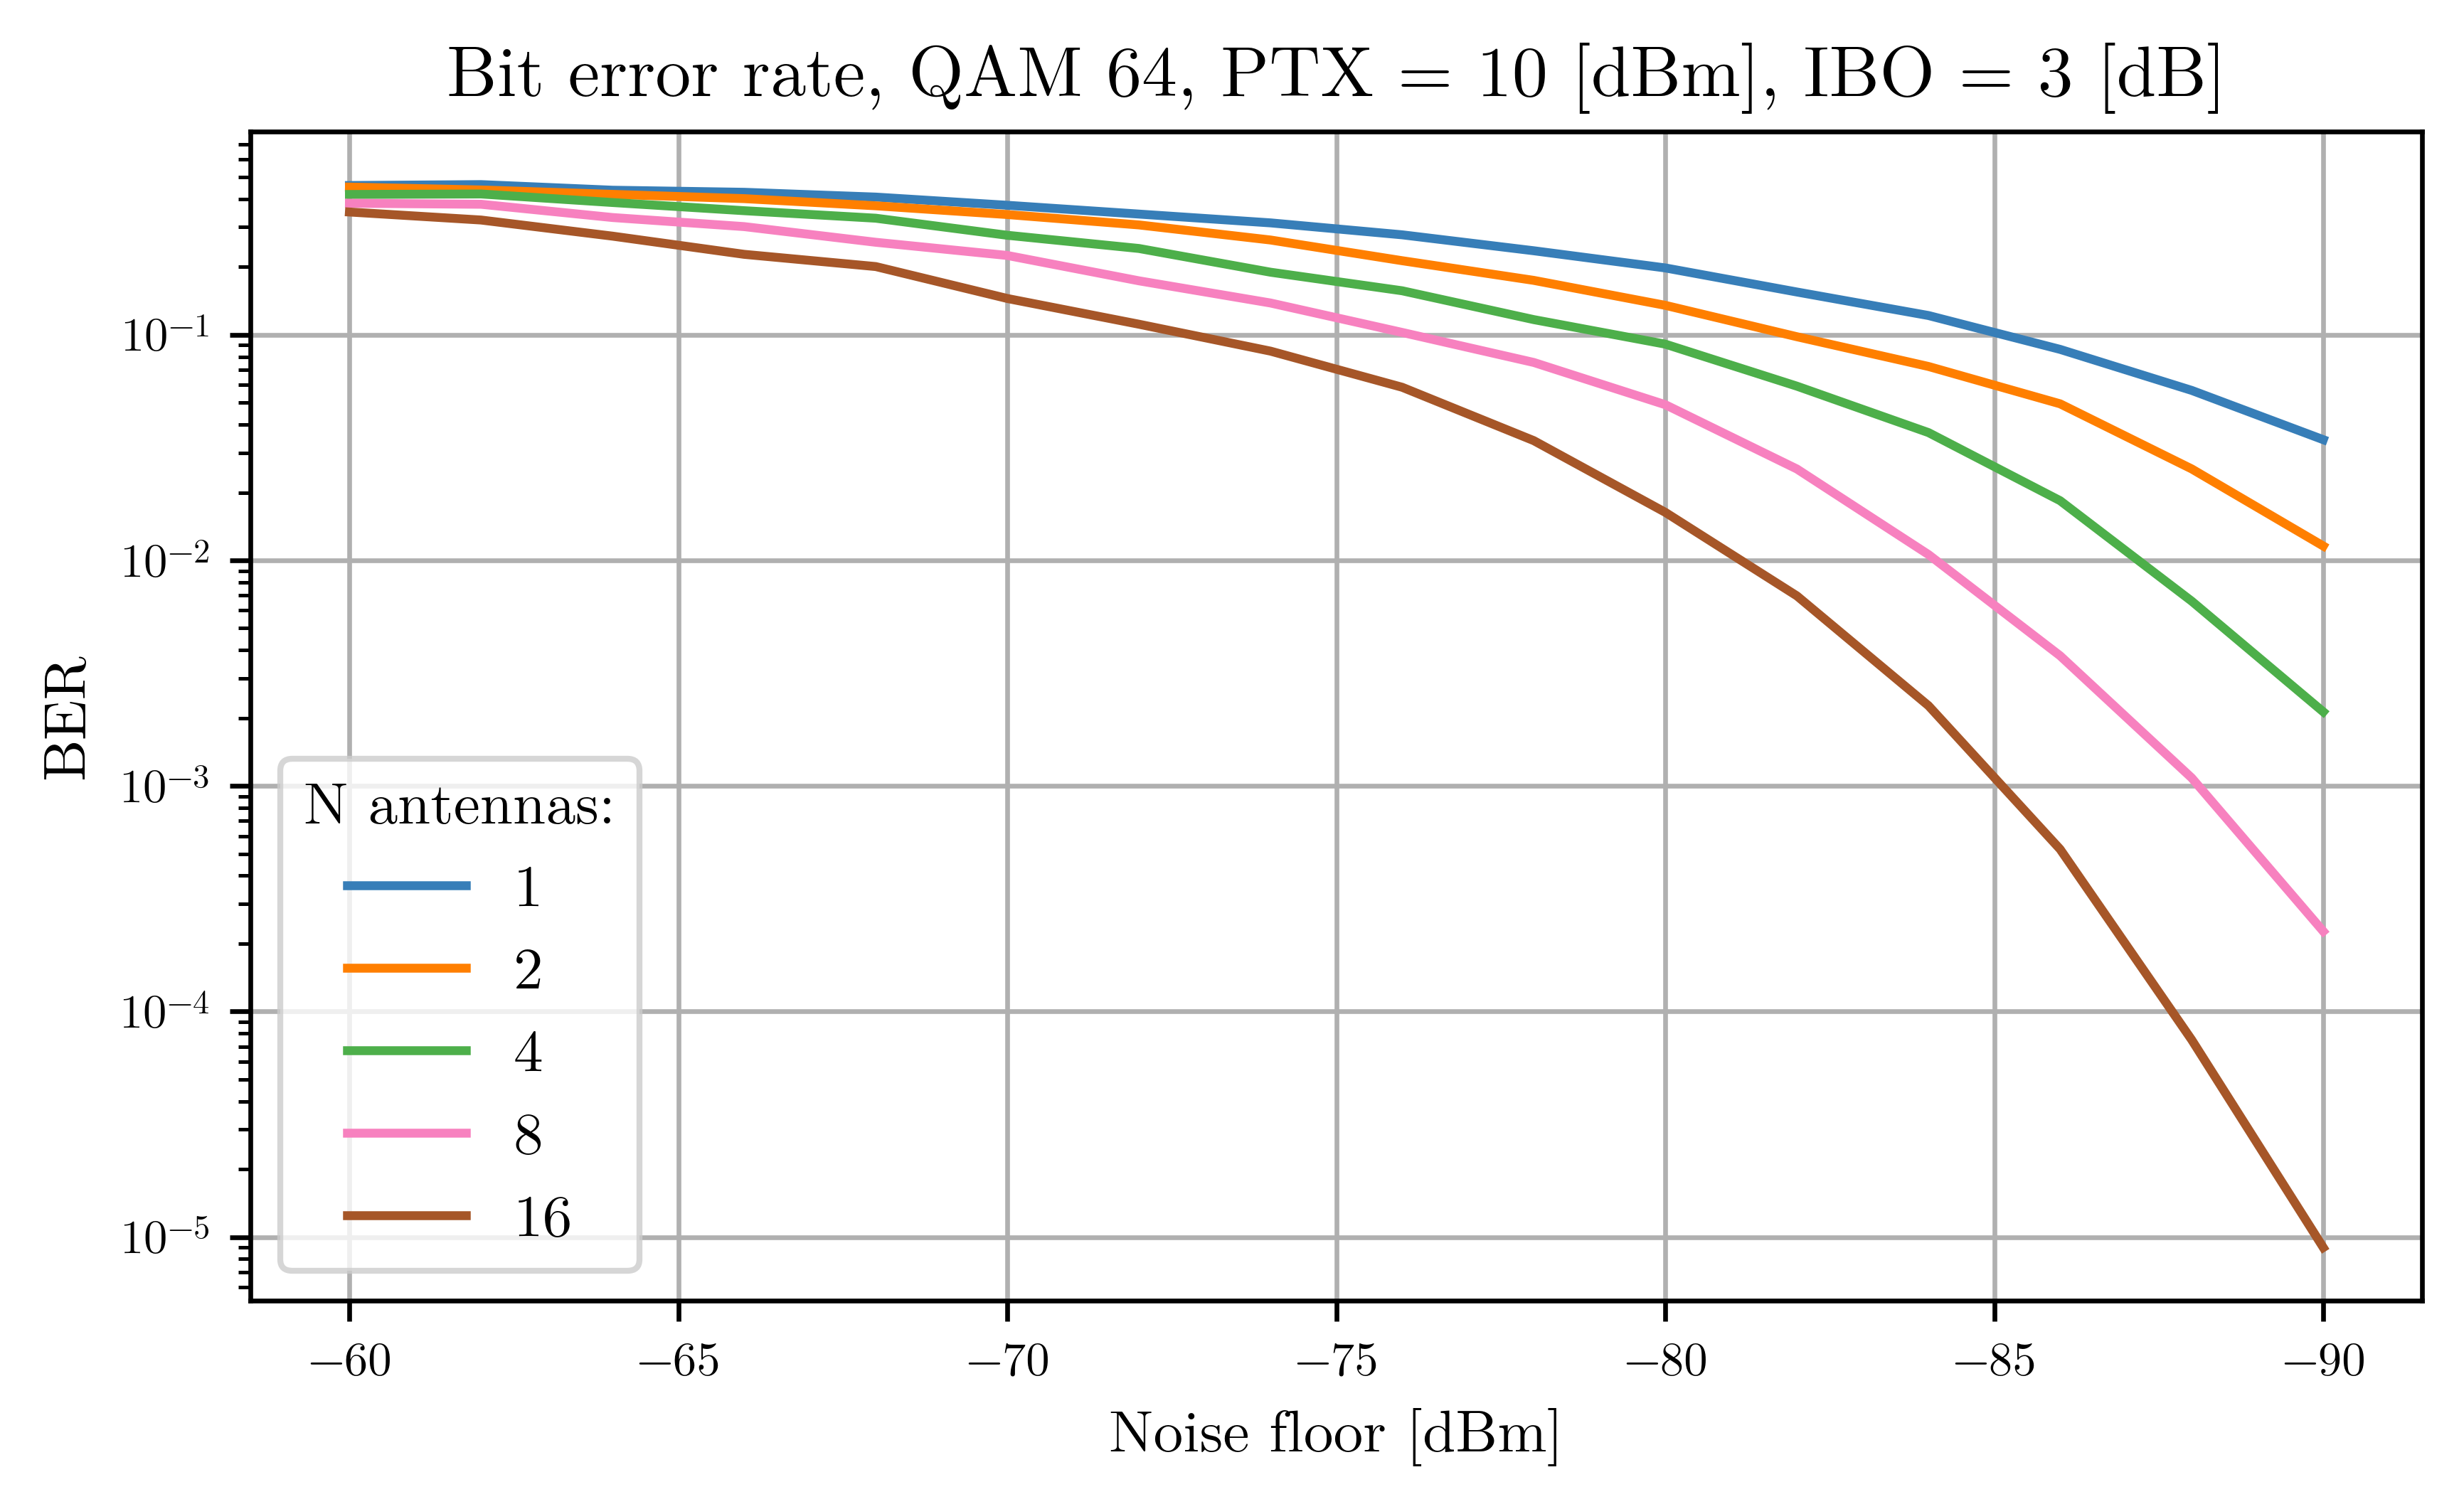 Bit error rate, QAM 64, PTX = 10 [dBm], IBO = 3 [dB]
BER
10⁻¹
10⁻²
10⁻³
10⁻⁴
10⁻⁵
N antennas:
1
2
4
8
16
−60 −65 −70 −75 −80 −85 −90
Noise floor [dBm]